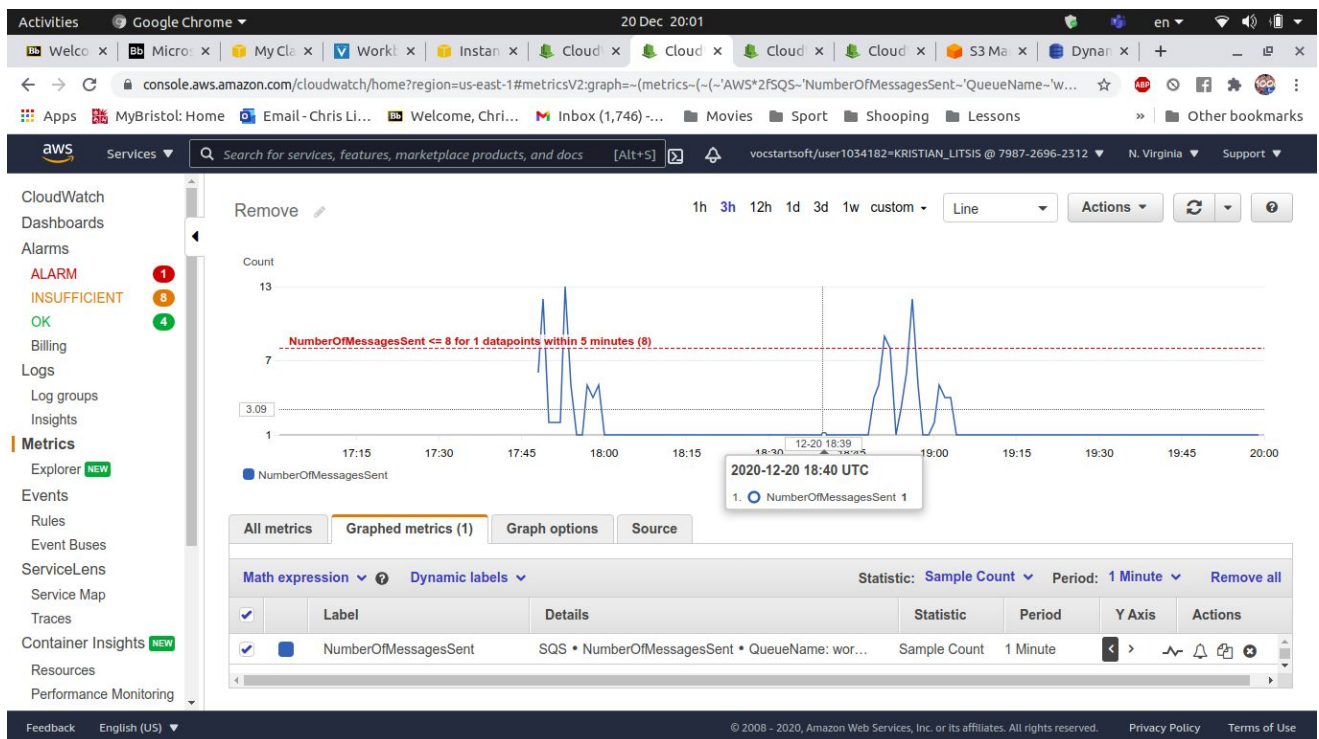 Activities Google Chrome ▾ 20 Dec 20:01 en ▾
Welco × Micro: × My Cla × Workb × Instan × Cloud × Cloud × Cloud × Cloud × S3 Ma × Dynan × +
console.aws.amazon.com/cloudwatch/home?region=us-east-1#metricsV2:graph=~(metrics~(~(~'AWS*2fSQS~'NumberOfMessagesSent~'QueueName~'w...
Apps MyBristol: Home Email - Chris Li... Welcome, Chri... Inbox (1,746) -... Movies Sport Shooping Lessons » Other bookmarks
aws Services ▼ Search for services, features, marketplace products, and docs [Alt+S] vocstartsoft/user1034182=KRISTIAN_LITSIS @ 7987-2696-2312 ▼ N. Virginia ▼ Support ▼
CloudWatch
Dashboards
Alarms
ALARM 1
INSUFFICIENT 8
OK 4
Billing
Logs
Log groups
Insights
Metrics
Explorer NEW
Events
Rules
Event Buses
ServiceLens
Service Map
Traces
Container Insights NEW
Resources
Performance Monitoring
Remove 1h 3h 12h 1d 3d 1w custom Line Actions
Count
13
NumberOfMessagesSent <= 8 for 1 datapoints within 5 minutes (8)
7
3.09
1
12-20 18:39
17:15 17:30 17:45 18:00 18:15 18:30 18:45 19:00 19:15 19:30 19:45 20:00
NumberOfMessagesSent
2020-12-20 18:40 UTC
1. NumberOfMessagesSent 1
All metrics Graphed metrics (1) Graph options Source
Math expression Dynamic labels Statistic: Sample Count Period: 1 Minute Remove all
Label Details Statistic Period Y Axis Actions
NumberOfMessagesSent SQS • NumberOfMessagesSent • QueueName: wor... Sample Count 1 Minute
Feedback English (US) ▼ © 2008 - 2020, Amazon Web Services, Inc. or its affiliates. All rights reserved. Privacy Policy Terms of Use